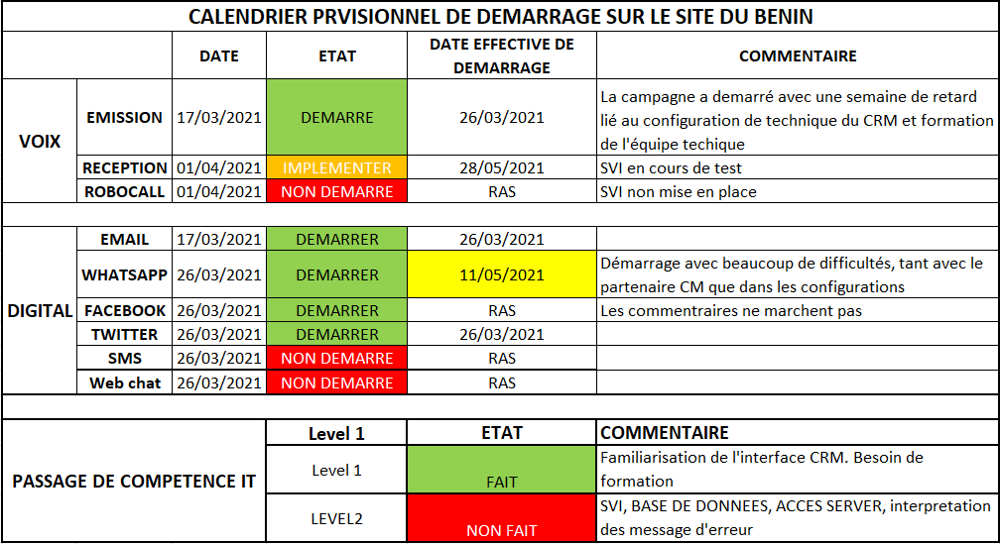 CALENDRIER PRVISIONNEL DE DEMARRAGE SUR LE SITE DU BENIN
DATE ETAT DATE EFFECTIVE DE DEMARRAGE COMMENTAIRE
VOIX
EMISSION 17/03/2021 DEMARRE 26/03/2021 La campagne a demarré avec une semaine de retard
lié au configuration de technique du CRM et formation
de l'équipe techique
RECEPTION 01/04/2021 IMPLEMENTER 28/05/2021 SVI en cours de test
ROBOCALL 01/04/2021 NON DEMARRE RAS SVI non mise en place
DIGITAL
EMAIL 17/03/2021 DEMARRER 26/03/2021
WHATSAPP 26/03/2021 DEMARRER 11/05/2021 Démarrage avec beaucoup de difficultés, tant avec le
partenaire CM que dans les configurations
FACEBOOK 26/03/2021 DEMARRER RAS Les commentraires ne marchent pas
TWITTER 26/03/2021 DEMARRER 26/03/2021
SMS 26/03/2021 NON DEMARRE RAS
Web chat 26/03/2021 NON DEMARRE RAS
PASSAGE DE COMPETENCE IT
Level 1 ETAT COMMENTAIRE
Level 1 FAIT Familiarisation de l'interface CRM. Besoin de
formation
LEVEL2 NON FAIT SVI, BASE DE DONNEES, ACCES SERVER, interpretation
des message d'erreur